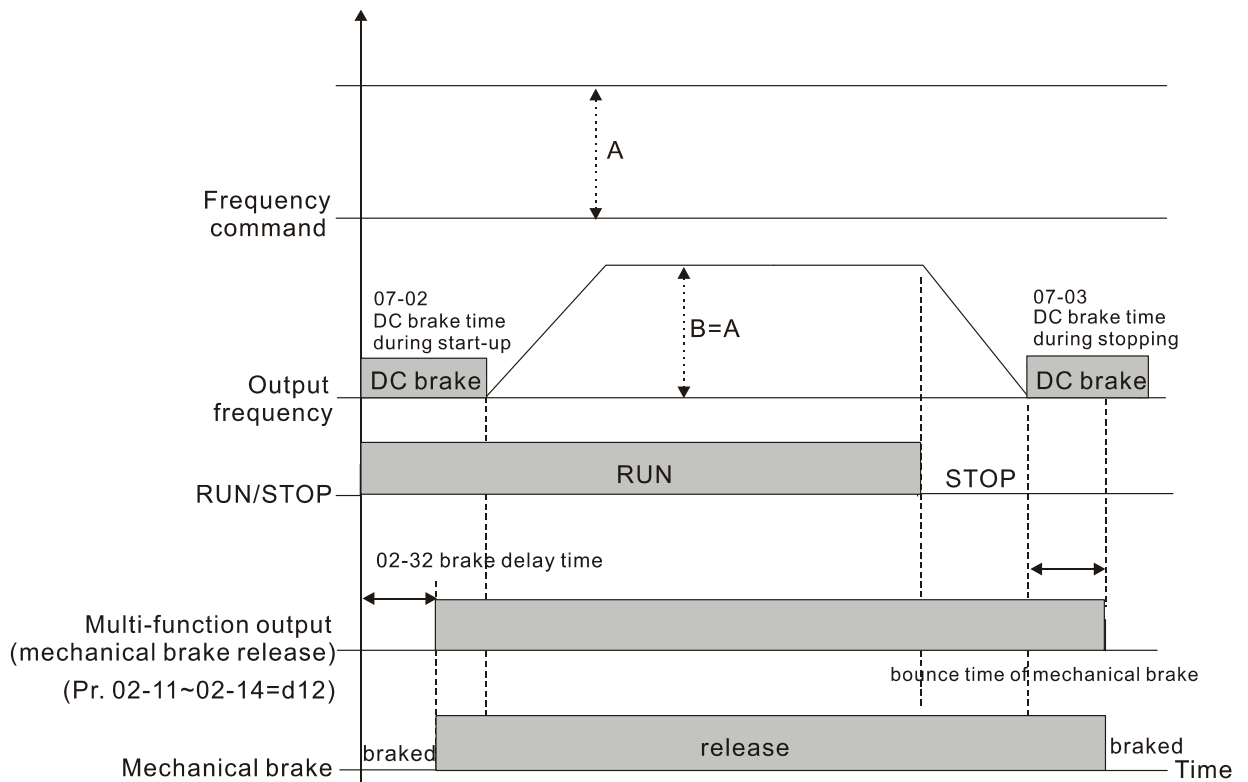 A
Frequency
command
07-02
DC brake time
during start-up
B=A
07-03
DC brake time
during stopping
DC brake
DC brake
Output
frequency
RUN
STOP
RUN/STOP
02-32 brake delay time
Multi-function output
(mechanical brake release)
(Pr. 02-11~02-14=d12)
bounce time of mechanical brake
braked
release
braked
Mechanical brake
Time